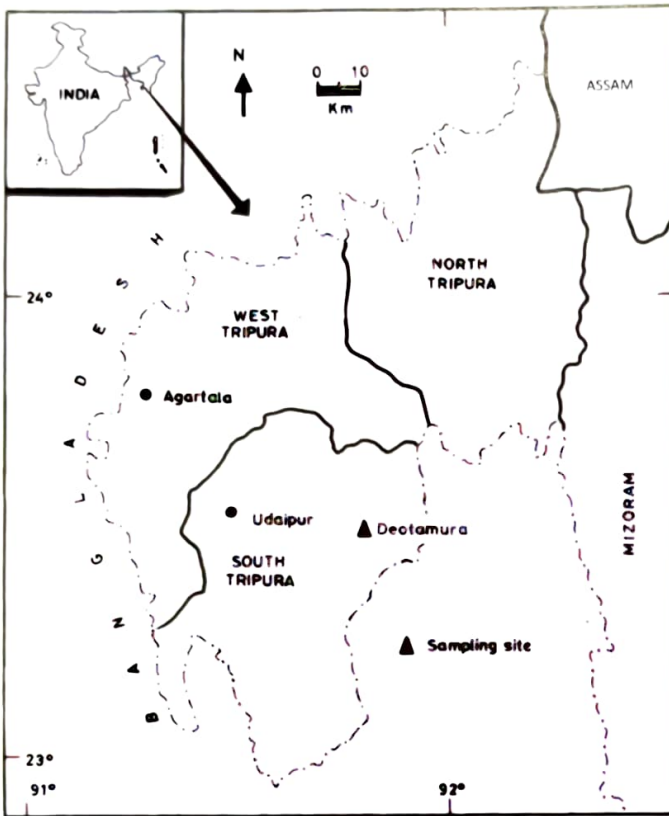 INDIA
N
0 10
Km
ASSAM
NORTH
TRIPURA
24°
WEST
TRIPURA
Agartala
BANGLADESH
Udaipur
Deotamura
SOUTH
TRIPURA
MIZORAM
Sampling site
23°
91°
92°